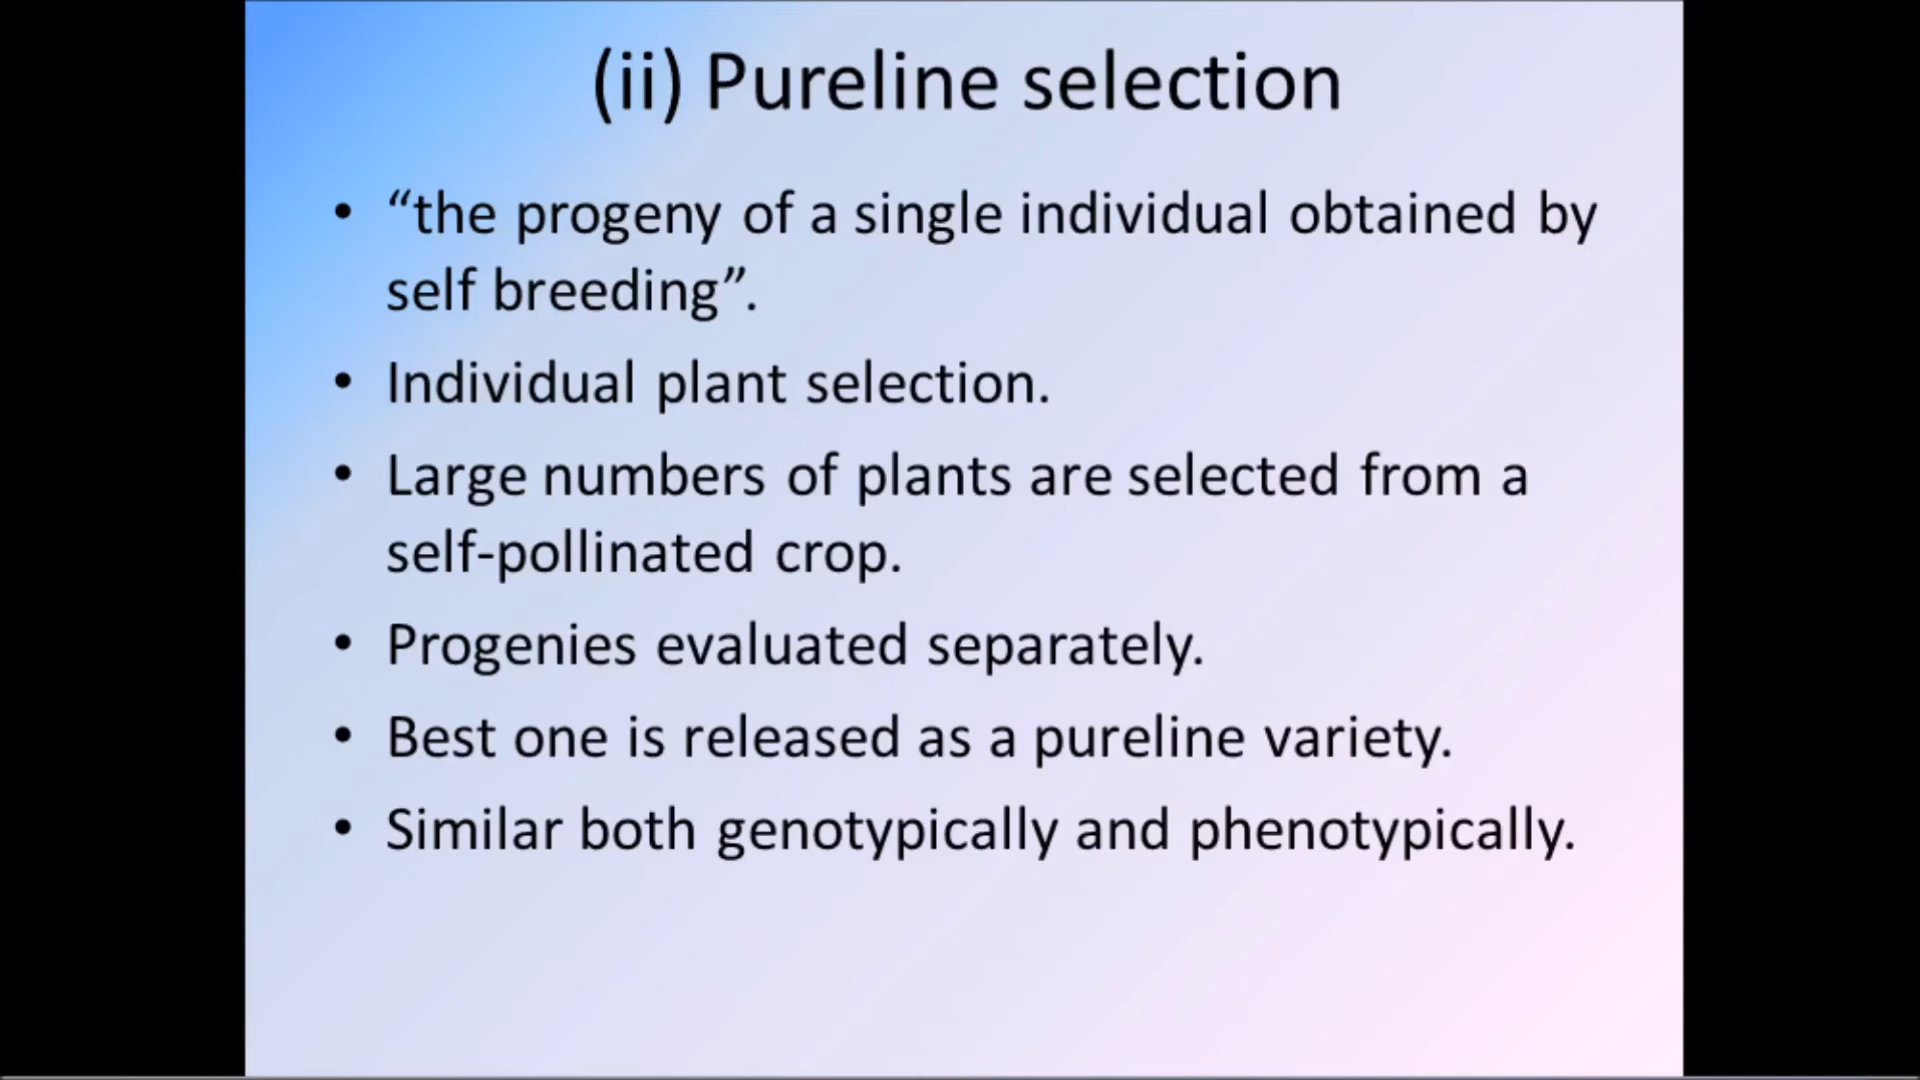 (ii) Pureline selection
• “the progeny of a single individual obtained by
self breeding”.
• Individual plant selection.
• Large numbers of plants are selected from a
self-pollinated crop.
• Progenies evaluated separately.
• Best one is released as a pureline variety.
• Similar both genotypically and phenotypically.